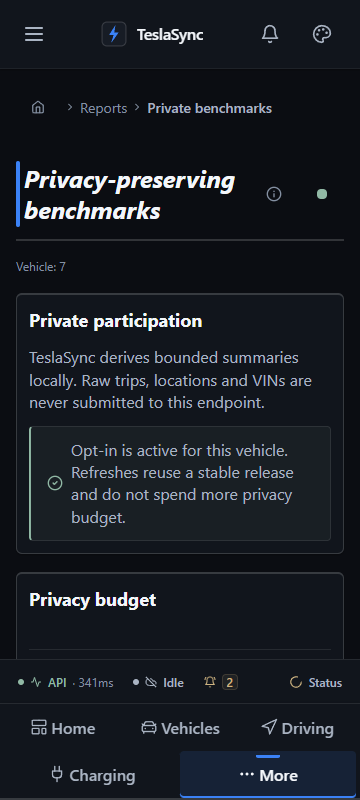 TeslaSync
Reports Private benchmarks
Privacy-preserving
benchmarks
Vehicle: 7
Private participation
TeslaSync derives bounded summaries
locally. Raw trips, locations and VINs are
never submitted to this endpoint.
Opt-in is active for this vehicle.
Refreshes reuse a stable release
and do not spend more privacy
budget.
Privacy budget
API · 341ms Idle 2 Status
Home Vehicles Driving
Charging More